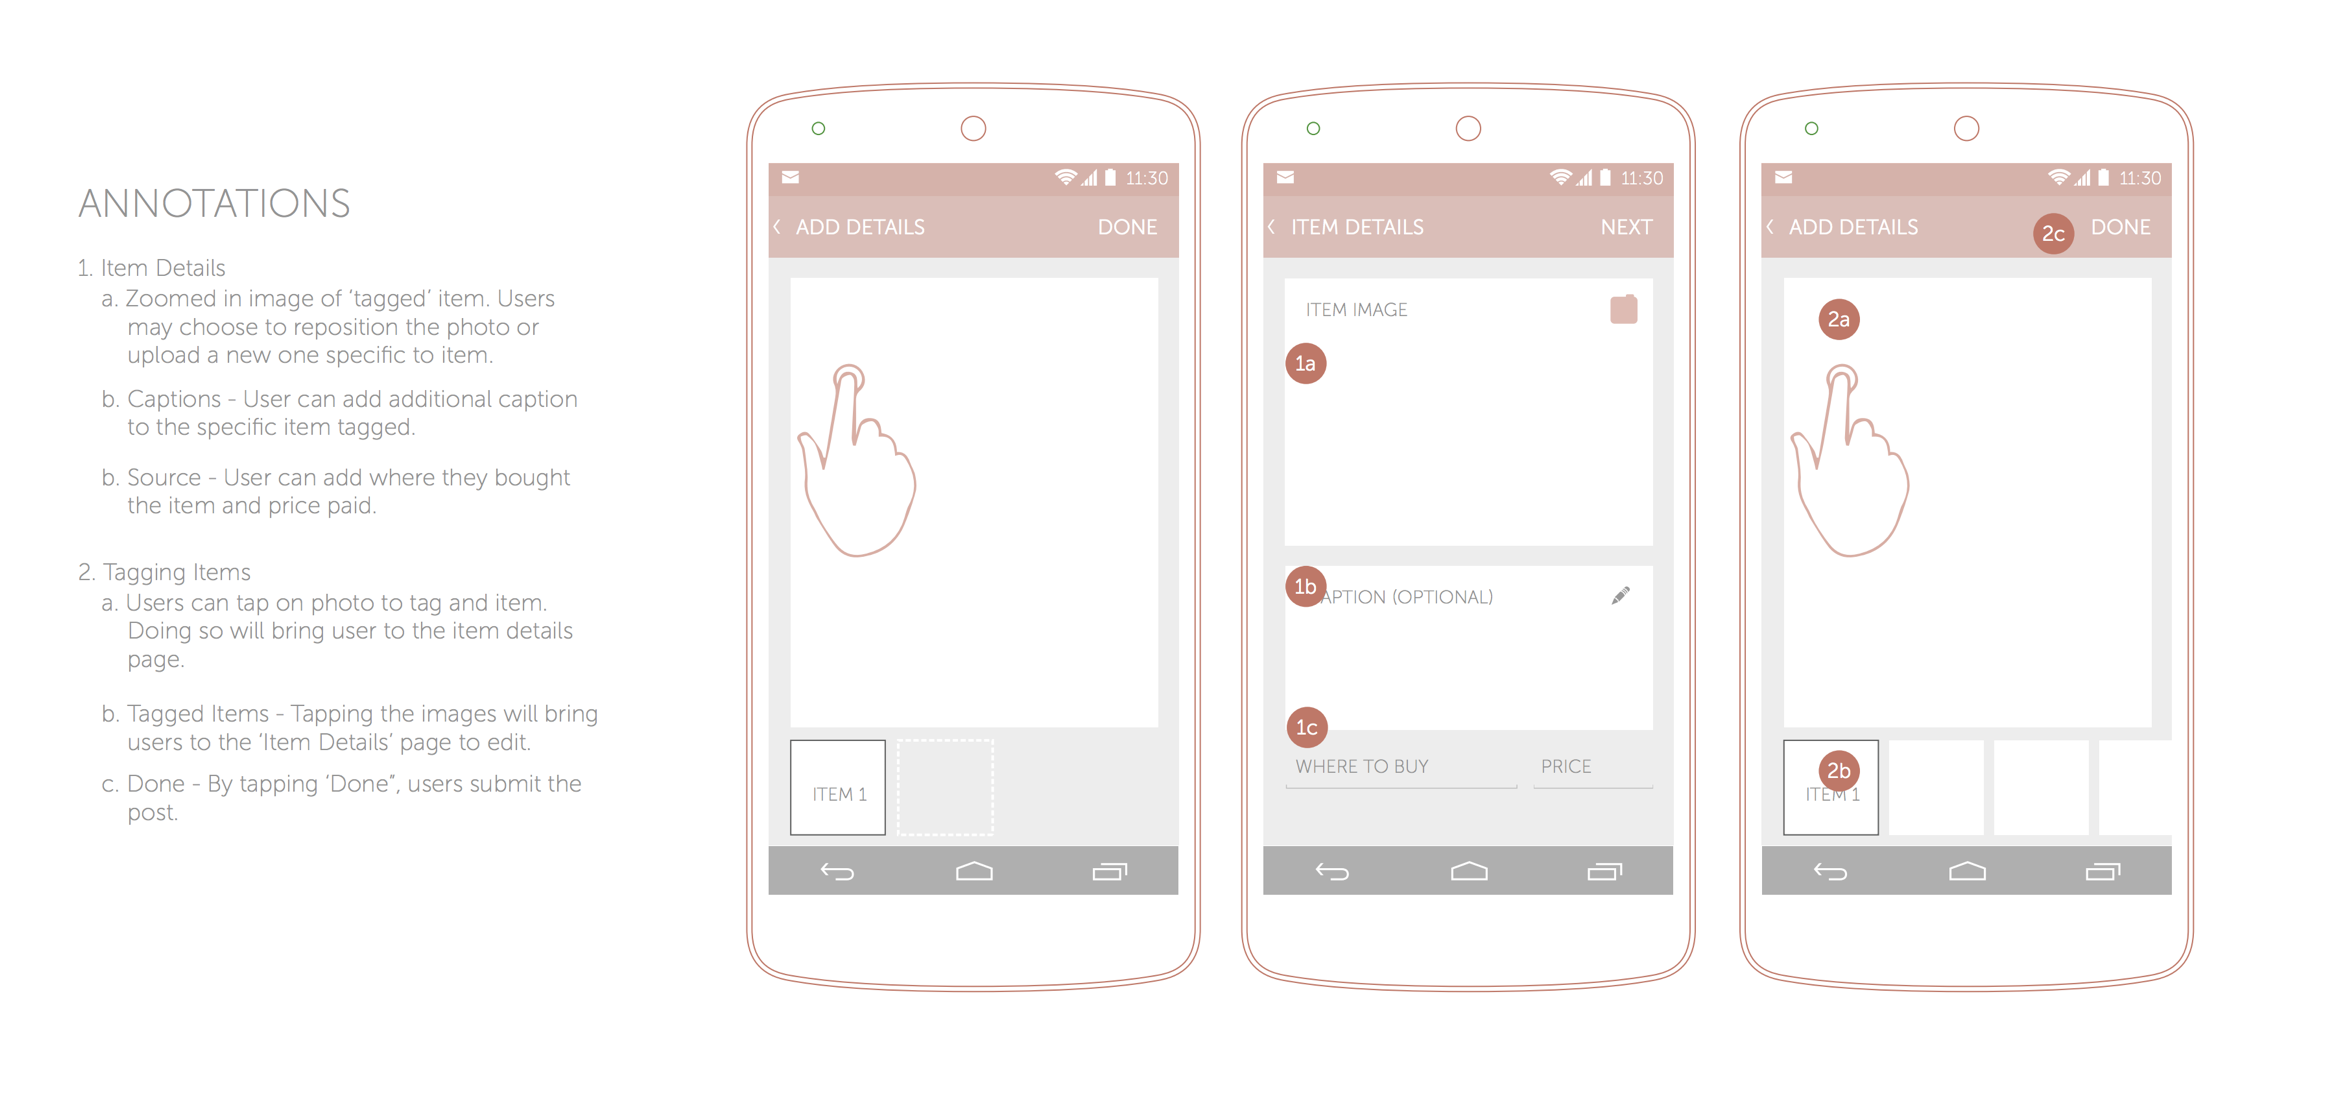 ANNOTATIONS
1. Item Details
a. Zoomed in image of ‘tagged’ item. Users
may choose to reposition the photo or
upload a new one specific to item.
b. Captions - User can add additional caption
to the specific item tagged.
b. Source - User can add where they bought
the item and price paid.
2. Tagging Items
a. Users can tap on photo to tag and item.
Doing so will bring user to the item details
page.
b. Tagged Items - Tapping the images will bring
users to the ‘Item Details’ page to edit.
c. Done - By tapping ‘Done”, users submit the
post.
11:30
ADD DETAILS DONE
ITEM 1
11:30
ITEM DETAILS NEXT
ITEM IMAGE
1a
1b APTION (OPTIONAL)
1c
WHERE TO BUY PRICE
11:30
ADD DETAILS 2c DONE
2a
2b
ITEM 1